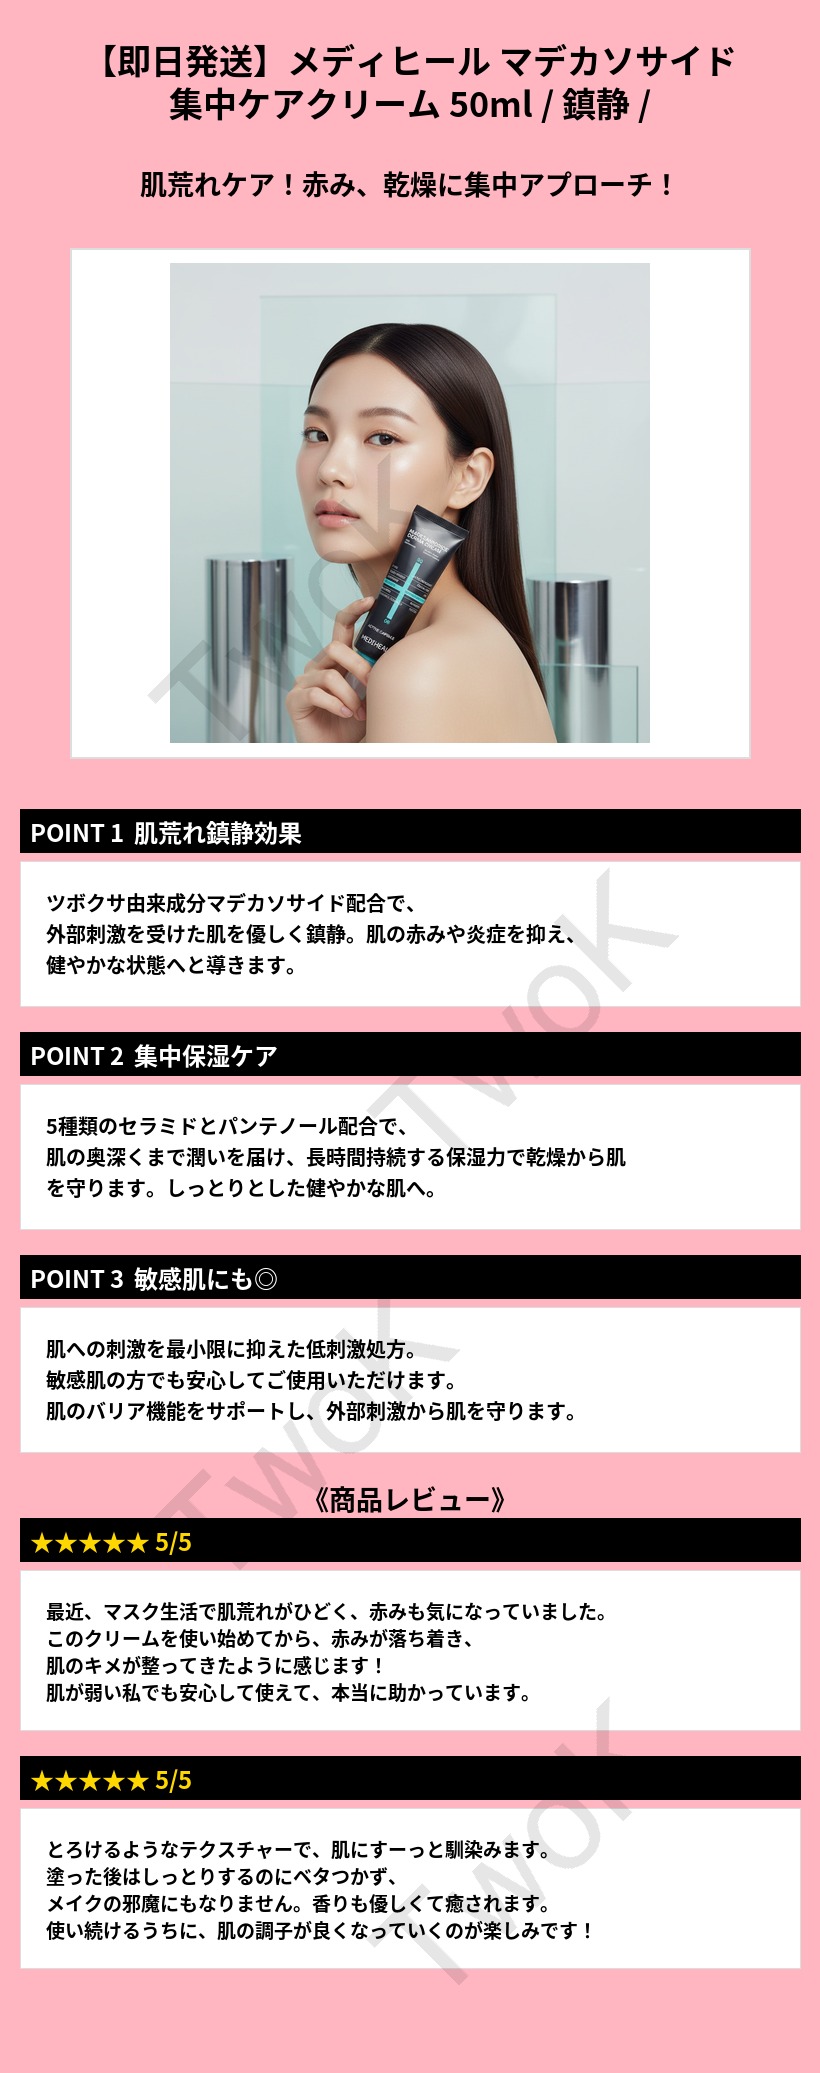 【即日発送】メディヒール マデカソサイド
集中ケアクリーム 50ml / 鎮静 /
肌荒れケア！赤み、乾燥に集中アプローチ！
MADECASSOSIDE
DERMA CREAM
ACTIVE CAPSULE
MEDIHEAL
TwoK
POINT 1 肌荒れ鎮静効果
ツボクサ由来成分マデカソサイド配合で、
外部刺激を受けた肌を優しく鎮静。肌の赤みや炎症を抑え、
健やかな状態へと導きます。
TwoK
POINT 2 集中保湿ケア
5種類のセラミドとパンテノール配合で、
肌の奥深くまで潤いを届け、長時間持続する保湿力で乾燥から肌
を守ります。しっとりとした健やかな肌へ。
POINT 3 敏感肌にも◎
肌への刺激を最小限に抑えた低刺激処方。
敏感肌の方でも安心してご使用いただけます。
肌のバリア機能をサポートし、外部刺激から肌を守ります。
TwoK
《商品レビュー》
★★★★★ 5/5
最近、マスク生活で肌荒れがひどく、赤みも気になっていました。
このクリームを使い始めてから、赤みが落ち着き、
肌のキメが整ってきたように感じます！
肌が弱い私でも安心して使えて、本当に助かっています。
★★★★★ 5/5
とろけるようなテクスチャーで、肌にすーっと馴染みます。
塗った後はしっとりするのにベタつかず、
メイクの邪魔にもなりません。香りも優しくて癒されます。
使い続けるうちに、肌の調子が良くなっていくのが楽しみです！
TwoK